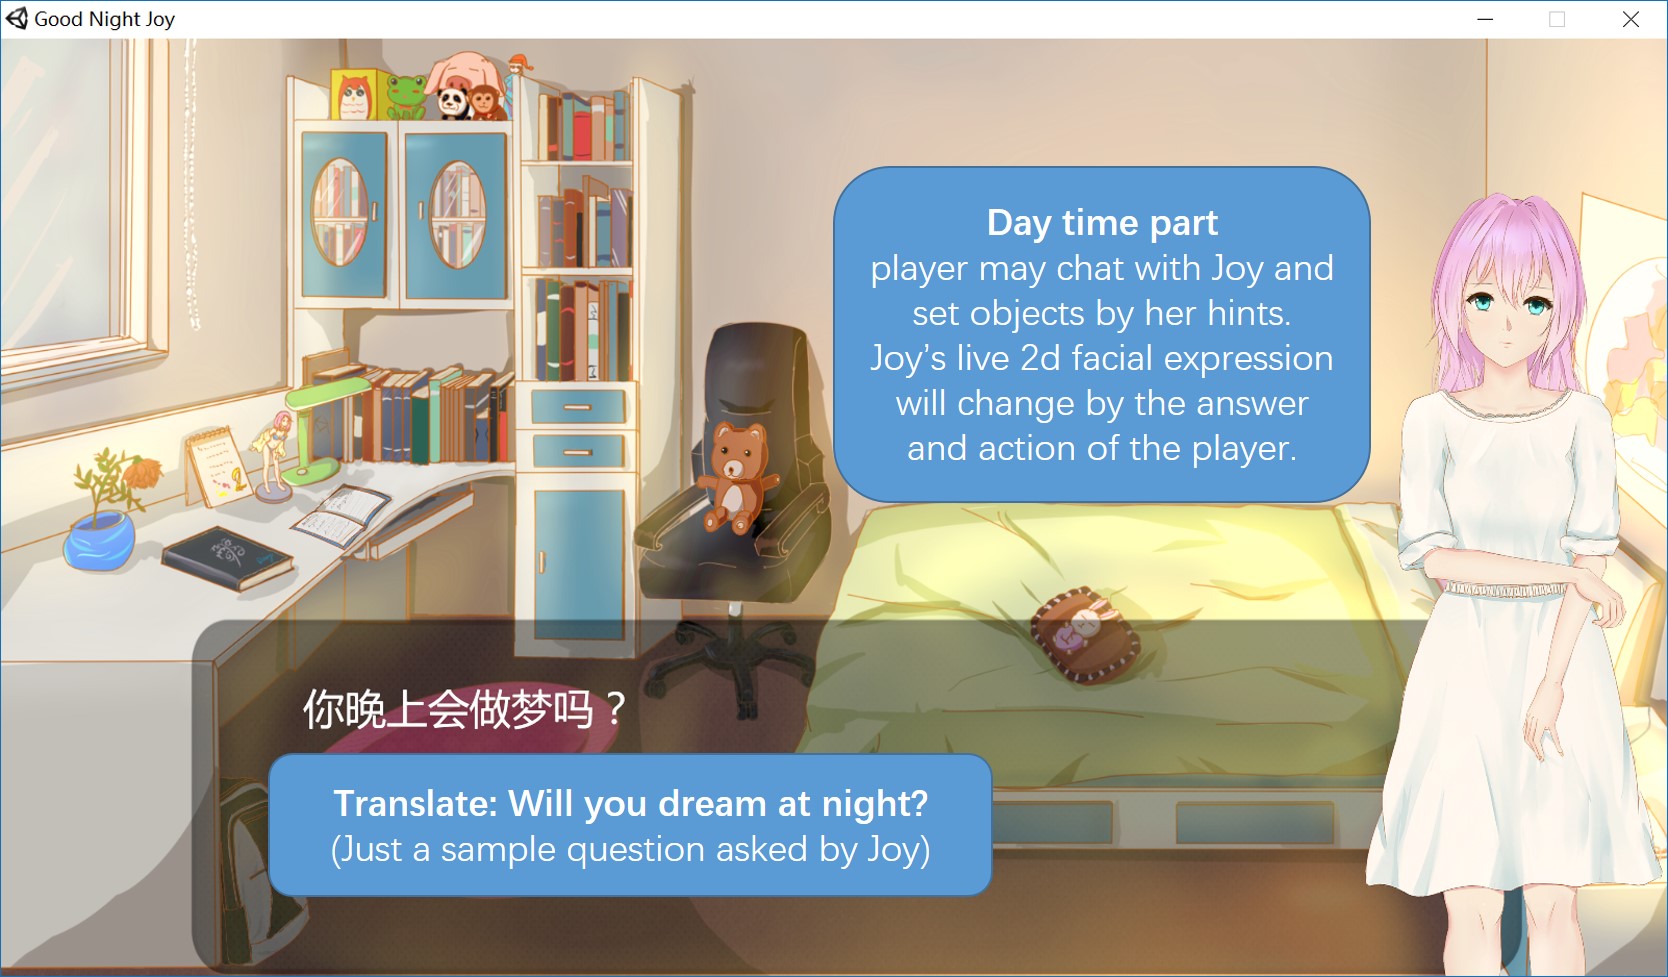 Good Night Joy
Day time part
player may chat with Joy and
set objects by her hints.
Joy’s live 2d facial expression
will change by the answer
and action of the player.
你晚上会做梦吗？
Translate: Will you dream at night?
(Just a sample question asked by Joy)